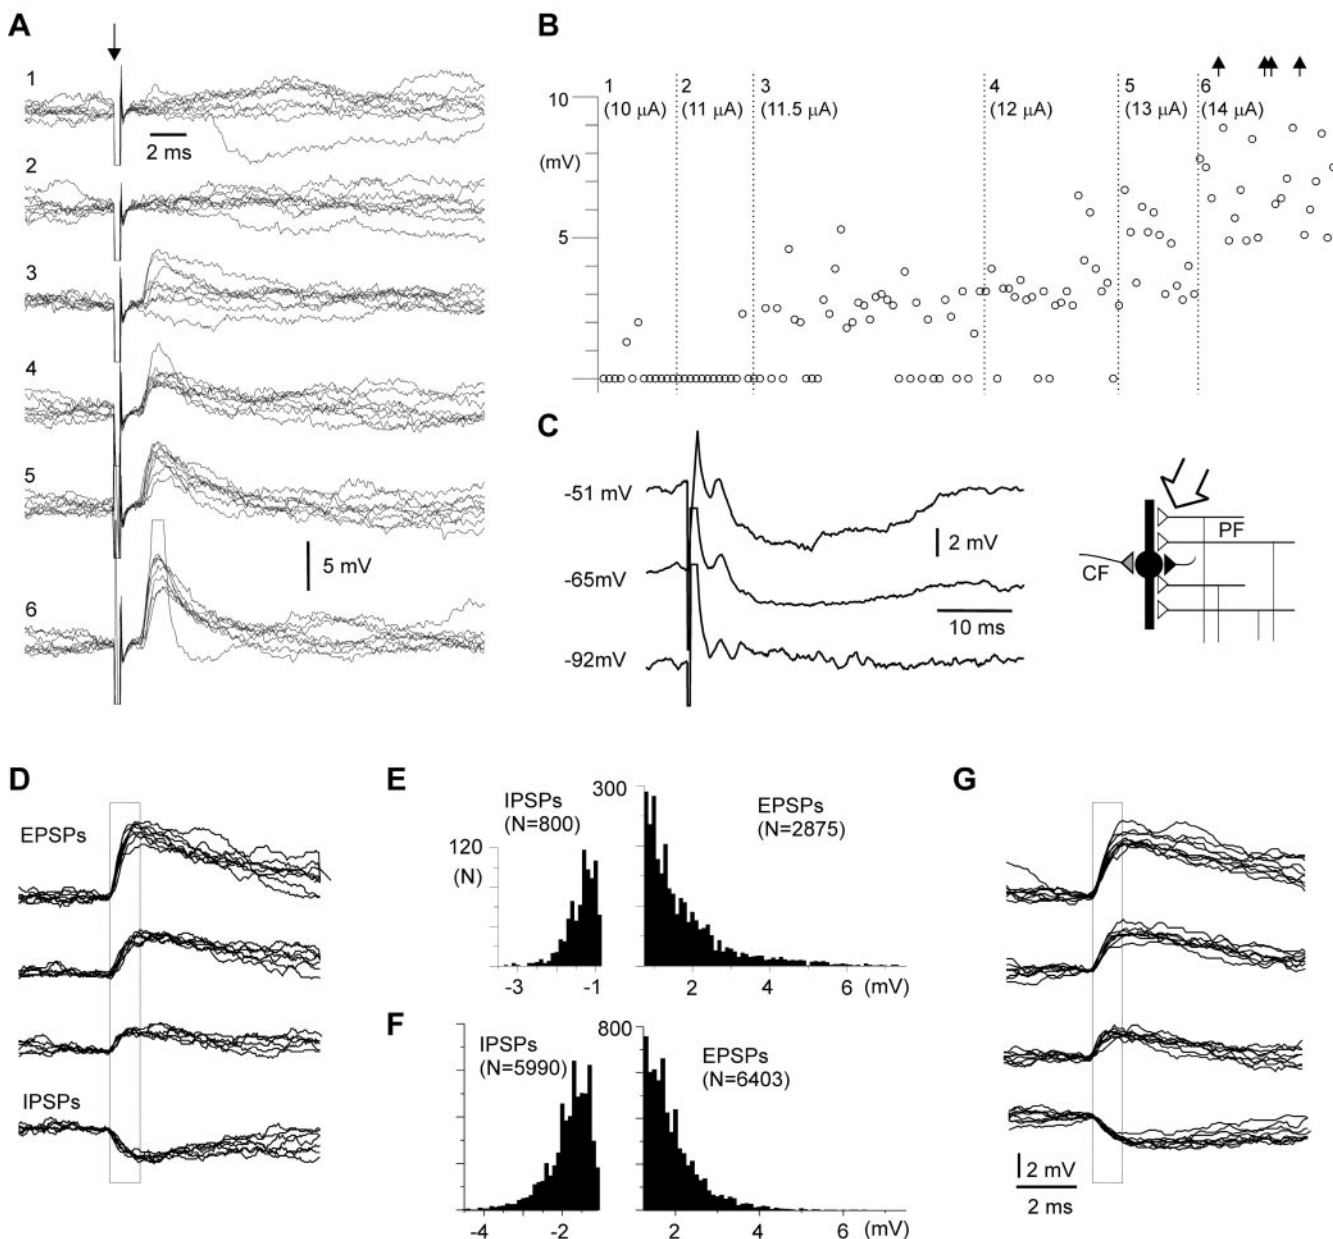 A
1
2 ms
2
3
4
5
5 mV
6
B
1 2 3 4 5 6
(10 µA) (11 µA) (11.5 µA) (12 µA) (13 µA) (14 µA)
10
(mV)
5
C
-51 mV
2 mV
-65mV
10 ms
-92mV
PF
CF
D
EPSPs
IPSPs
E
300
IPSPs
(N=800)
EPSPs
(N=2875)
120
(N)
-3 -1 2 4 6 (mV)
F
800
IPSPs
(N=5990)
EPSPs
(N=6403)
-4 -2 2 4 6 (mV)
G
2 mV
2 ms